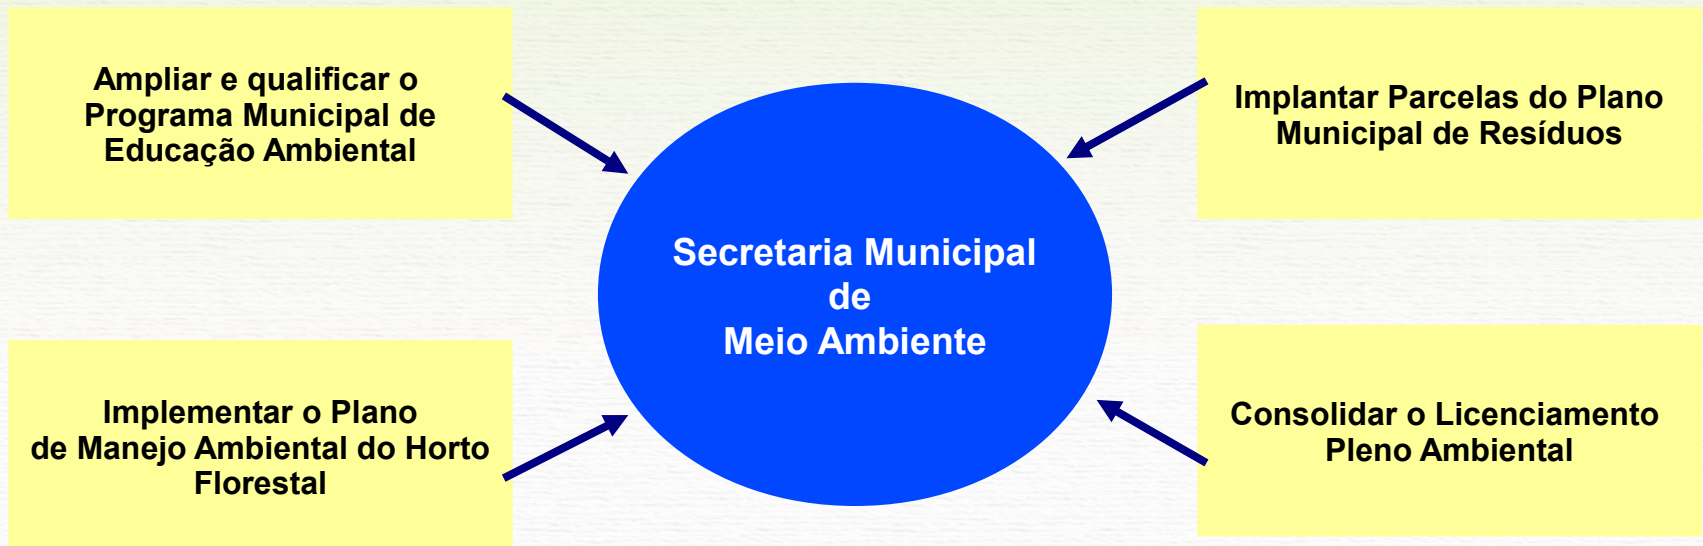 Ampliar e qualificar o
Programa Municipal de
Educação Ambiental
Implantar Parcelas do Plano
Municipal de Resíduos
Secretaria Municipal
de
Meio Ambiente
Implementar o Plano
de Manejo Ambiental do Horto
Florestal
Consolidar o Licenciamento
Pleno Ambiental